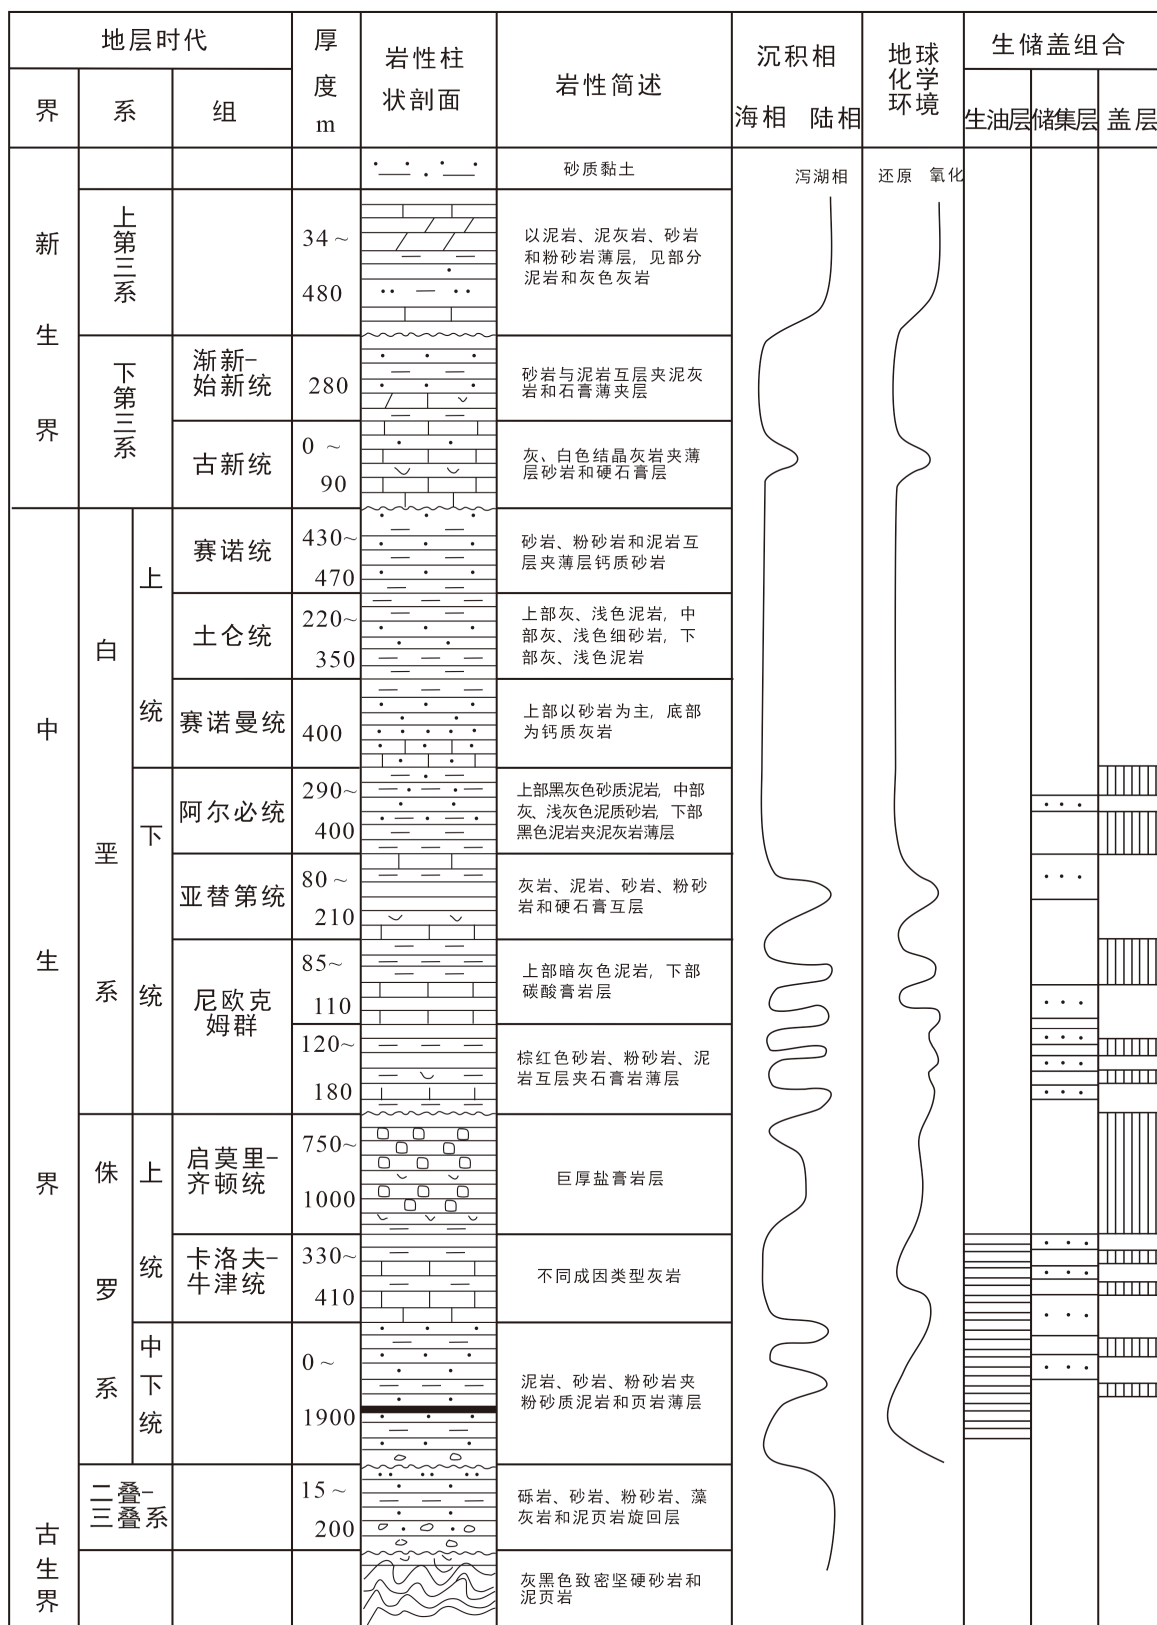 地层时代
界
系
组
厚
度
m
岩性柱
状剖面
岩性简述
沉积相
海相 陆相
地球
化学
环境
生储盖组合
生油层
储集层
盖层
新
生
界
砂质黏土
泻湖相
还原 氧化
上
第
三
系
34～
480
以泥岩、泥灰岩、砂岩
和粉砂岩薄层，见部分
泥岩和灰色灰岩
下
第
三
系
渐新-
始新统
280
砂岩与泥岩互层夹泥灰
岩和石膏薄夹层
古新统
0 ～
90
灰、白色结晶灰岩夹薄
层砂岩和硬石膏层
中
生
界
白
垩
系
上
统
赛诺统
430～
470
砂岩、粉砂岩和泥岩互
层夹薄层钙质砂岩
土仑统
220～
350
上部灰、浅色泥岩，中
部灰、浅色细砂岩，下
部灰、浅色泥岩
赛诺曼统
400
上部以砂岩为主，底部
为钙质灰岩
下
统
阿尔必统
290～
400
上部黑灰色砂质泥岩，中部
灰、浅灰色泥质砂岩，下部
黑色泥岩夹泥灰岩薄层
亚替第统
80～
210
灰岩、泥岩、砂岩、粉砂
岩和硬石膏互层
尼欧克
姆群
85～
110
上部暗灰色泥岩，下部
碳酸膏岩层
120～
180
棕红色砂岩、粉砂岩、泥
岩互层夹石膏岩薄层
侏
罗
系
上
统
启莫里-
齐顿统
750～
1000
巨厚盐膏岩层
卡洛夫-
牛津统
330～
410
不同成因类型灰岩
中
下
统
0～
1900
泥岩、砂岩、粉砂岩夹
粉砂质泥岩和页岩薄层
古
生
界
二叠-
三叠系
15～
200
砾岩、砂岩、粉砂岩、藻
灰岩和泥页岩旋回层
灰黑色致密坚硬砂岩和
泥页岩